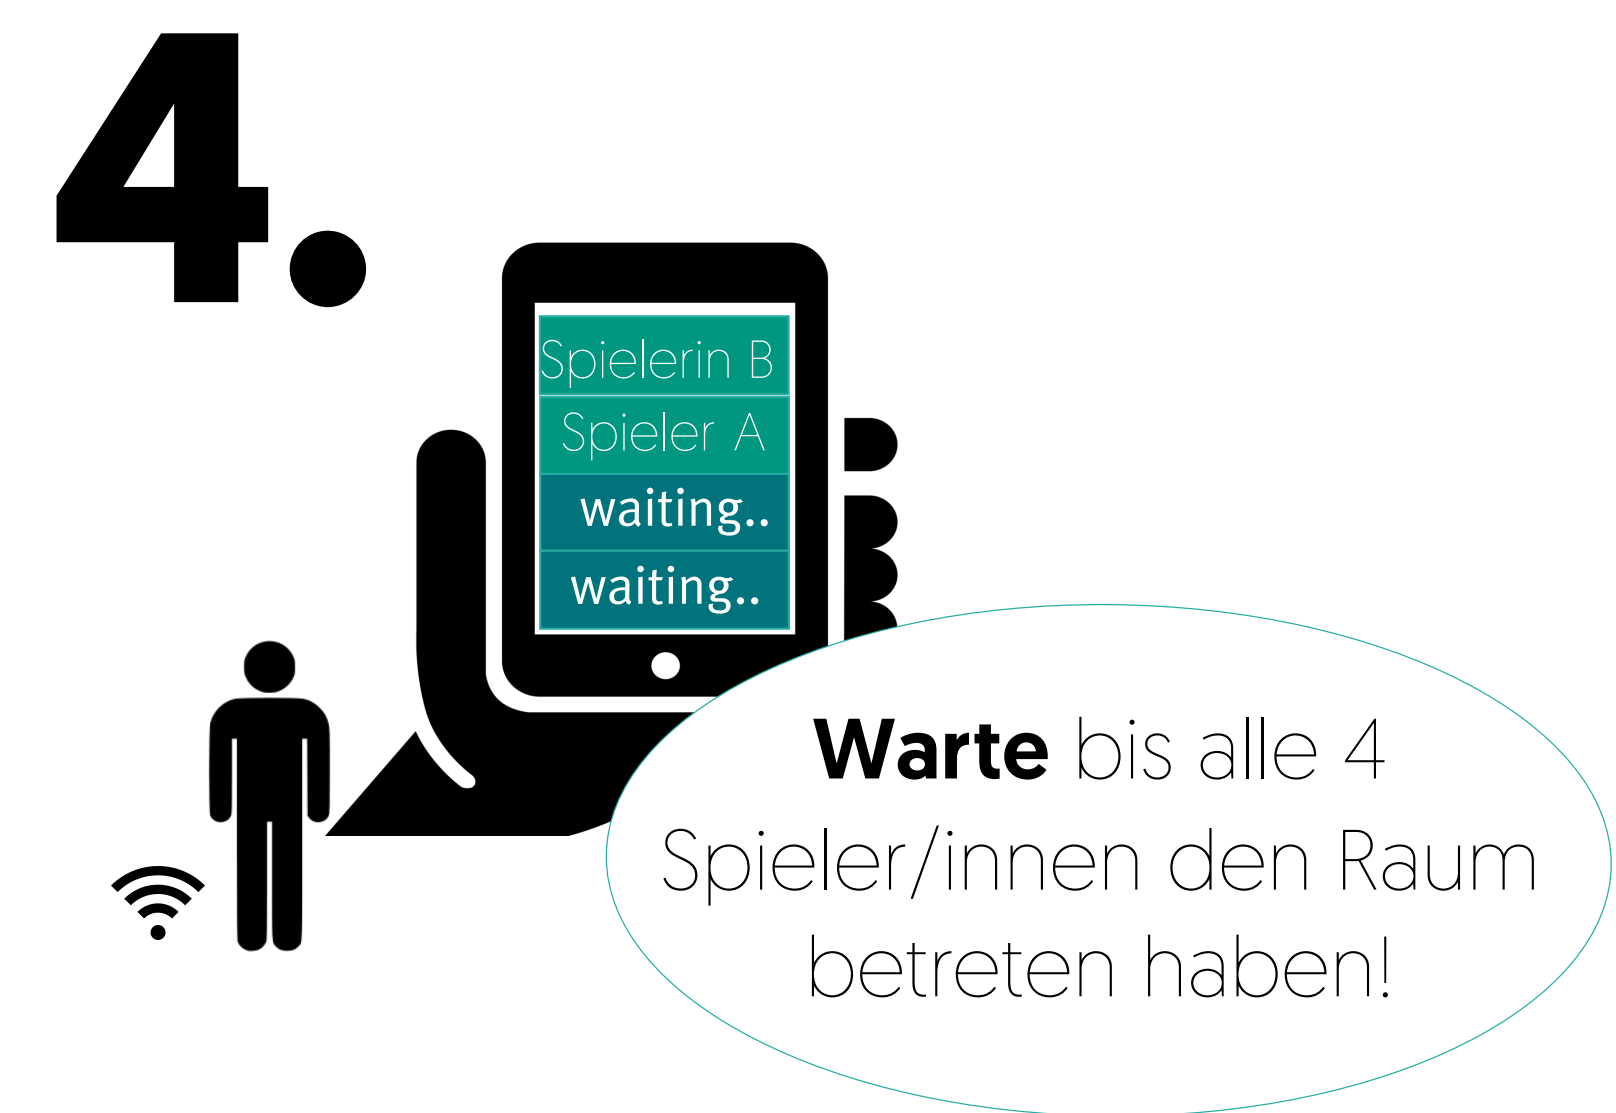 4.
Spielerin B
Spieler A
waiting..
waiting..
Warte bis alle 4
Spieler/innen den Raum
betreten haben!